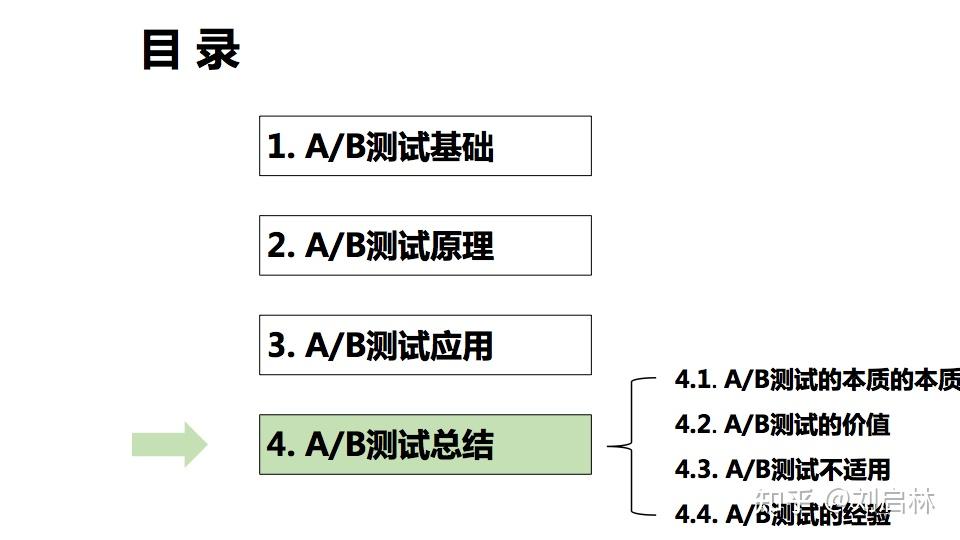 目 录
1. A/B测试基础
2. A/B测试原理
3. A/B测试应用
4. A/B测试总结
4.1. A/B测试的本质的本质
4.2. A/B测试的价值
4.3. A/B测试不适用
4.4. A/B测试的经验
知乎 @刘启林